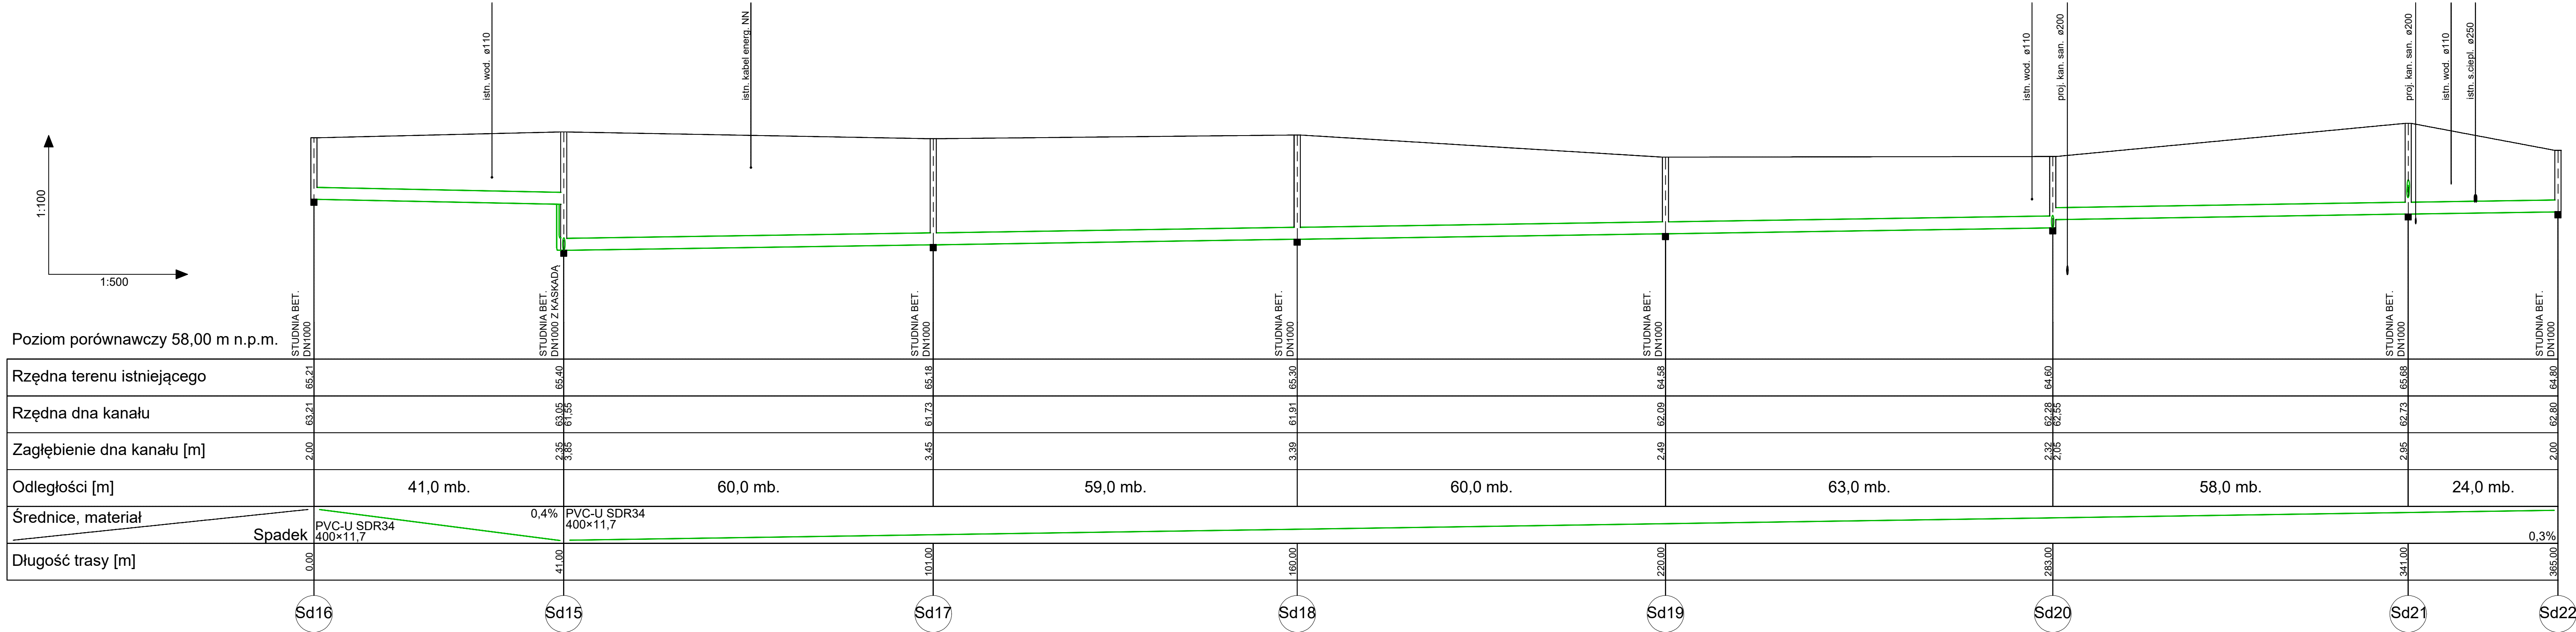 istn. wod. ø110
istn. kabel energ. NN
istn. wod. ø110
proj. kan. san. ø200
proj. kan. san. ø200
istn. wod. ø110
istn. s.ciepl. ø250
1:100
1:500
STUDNIA BET.
DN1000
STUDNIA BET.
DN1000 Z KASKADĄ
STUDNIA BET.
DN1000
STUDNIA BET.
DN1000
STUDNIA BET.
DN1000
STUDNIA BET.
DN1000
STUDNIA BET.
DN1000
Poziom porównawczy 58,00 m n.p.m.
Rzędna terenu istniejącego
65,21
65,40
65,18
65,30
64,58
64,60
65,68
64,80
Rzędna dna kanału
63,21
63,05
61,55
61,73
61,91
62,09
62,28
62,55
62,73
62,80
Zagłębienie dna kanału [m]
2,00
2,35
3,85
3,45
3,39
2,49
2,32
2,05
2,95
2,00
Odległości [m]
41,0 mb.
60,0 mb.
59,0 mb.
60,0 mb.
63,0 mb.
58,0 mb.
24,0 mb.
Średnice, materiał
Spadek
PVC-U SDR34
400×11,7
0,4%
PVC-U SDR34
400×11,7
0,3%
Długość trasy [m]
0,00
41,00
101,00
160,00
220,00
283,00
341,00
365,00
Sd16
Sd15
Sd17
Sd18
Sd19
Sd20
Sd21
Sd22